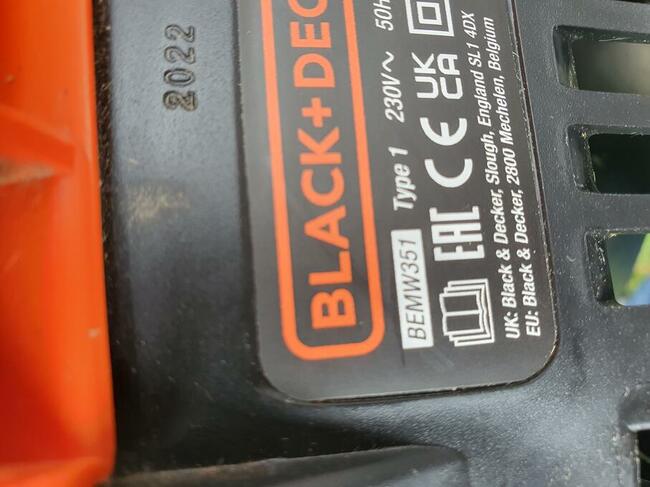 2022
BLACK+DEC
BEMW351 Type 1 230V~ 50H
EAC CE UK CA
UK: Black & Decker, Slough, England SL1 4DX
EU: Black & Decker, 2800 Mechelen, Belgium